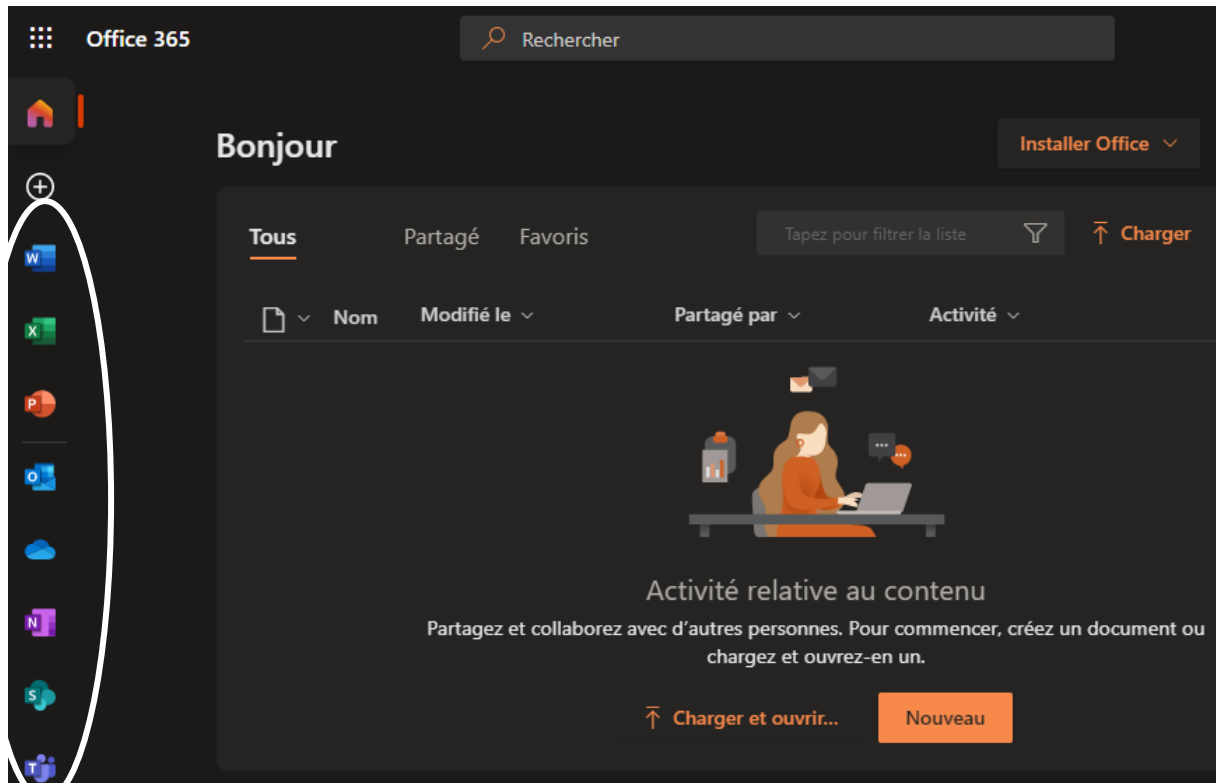 Office 365
Rechercher
Bonjour
Installer Office
Tous Partagé Favoris Tapez pour filtrer la liste Charger
Nom Modifié le Partagé par Activité
W
X
P
O
N
S
T
Activité relative au contenu
Partagez et collaborez avec d'autres personnes. Pour commencer, créez un document ou
chargez et ouvrez-en un.
Charger et ouvrir... Nouveau